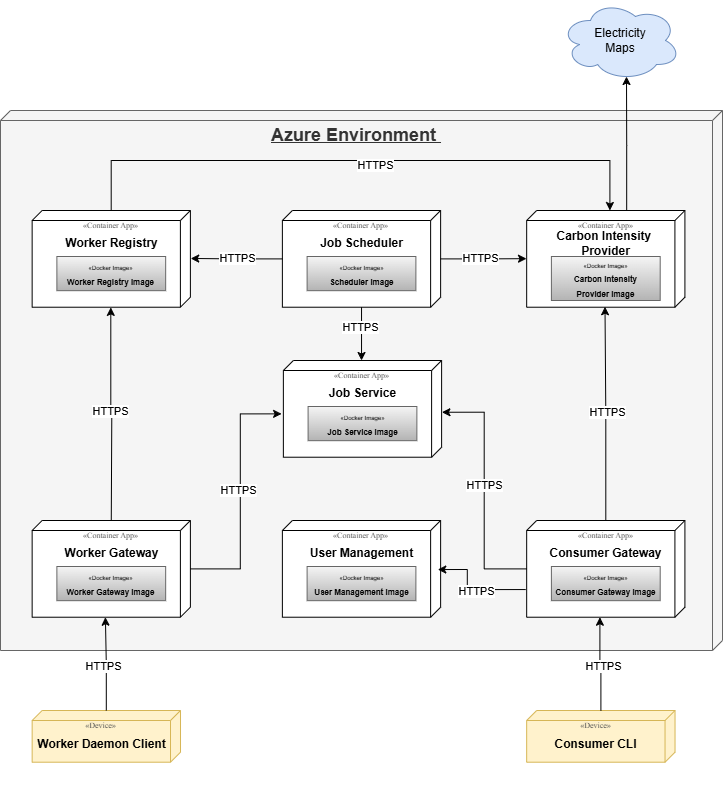 Electricity
Maps
Azure Environment
HTTPS
«Container App»
Worker Registry
«Docker Image»
Worker Registry Image
HTTPS
«Container App»
Job Scheduler
«Docker Image»
Scheduler Image
HTTPS
«Container App»
Carbon Intensity
Provider
«Docker Image»
Carbon Intensity
Provider Image
HTTPS
«Container App»
Job Service
«Docker Image»
Job Service Image
HTTPS
HTTPS
HTTPS
HTTPS
«Container App»
Worker Gateway
«Docker Image»
Worker Gateway Image
«Container App»
User Management
«Docker Image»
User Management Image
HTTPS
«Container App»
Consumer Gateway
«Docker Image»
Consumer Gateway Image
HTTPS
HTTPS
«Device»
Worker Daemon Client
«Device»
Consumer CLI